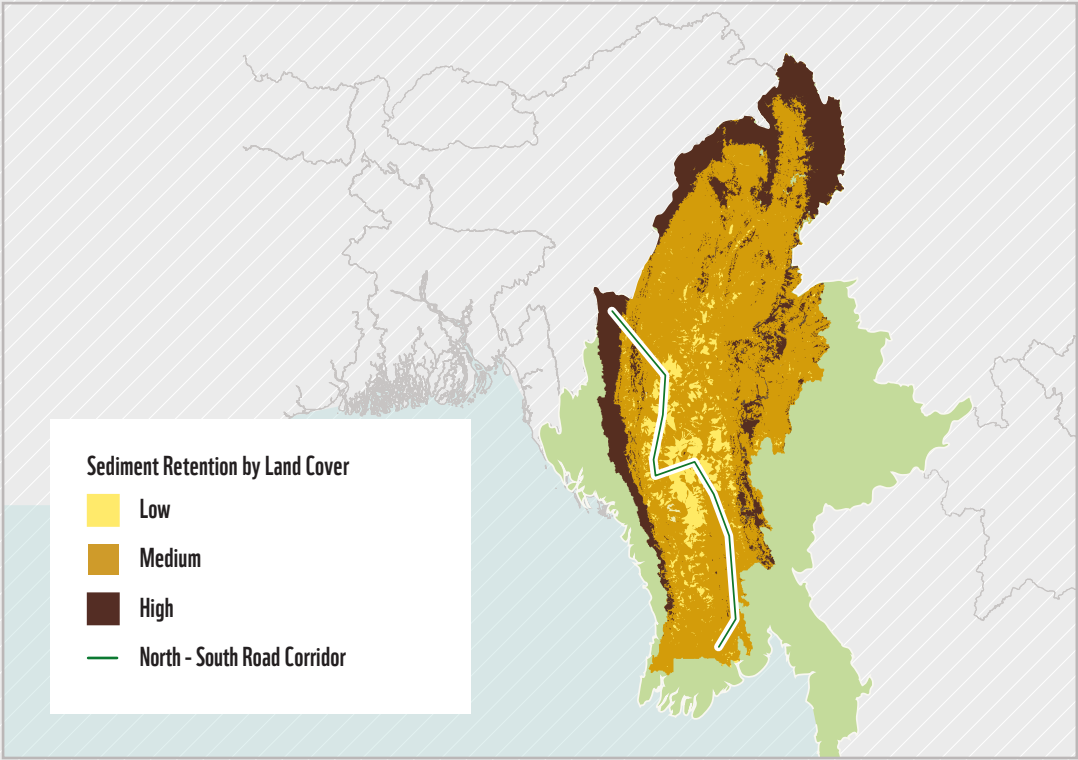 Sediment Retention by Land Cover
Low
Medium
High
North - South Road Corridor